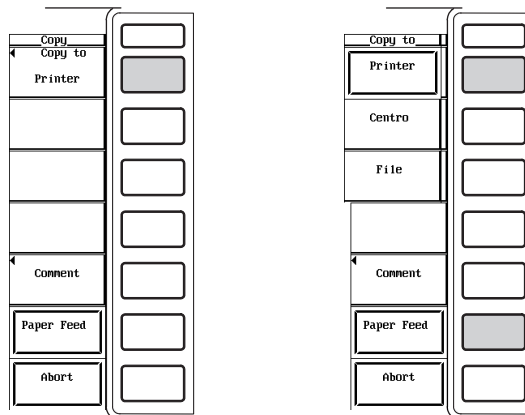 Copy
Copy to
Printer
Comment
Paper Feed
Abort
Copy to
Printer
Centro
File
Comment
Paper Feed
Abort